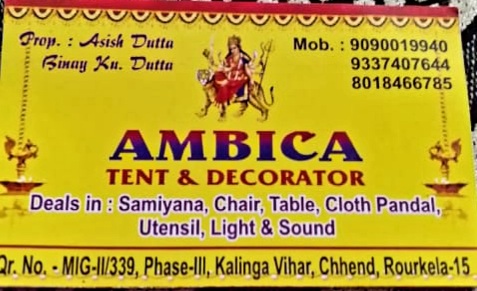 Prop. : Asish Dutta
Binay Ku. Dutta
Mob. : 9090019940
9337407644
8018466785
AMBICA
TENT & DECORATOR
Deals in : Samiyana, Chair, Table, Cloth Pandal,
Utensil, Light & Sound
Qr. No. - MIG-II/339, Phase-III, Kalinga Vihar, Chhend, Rourkela-15